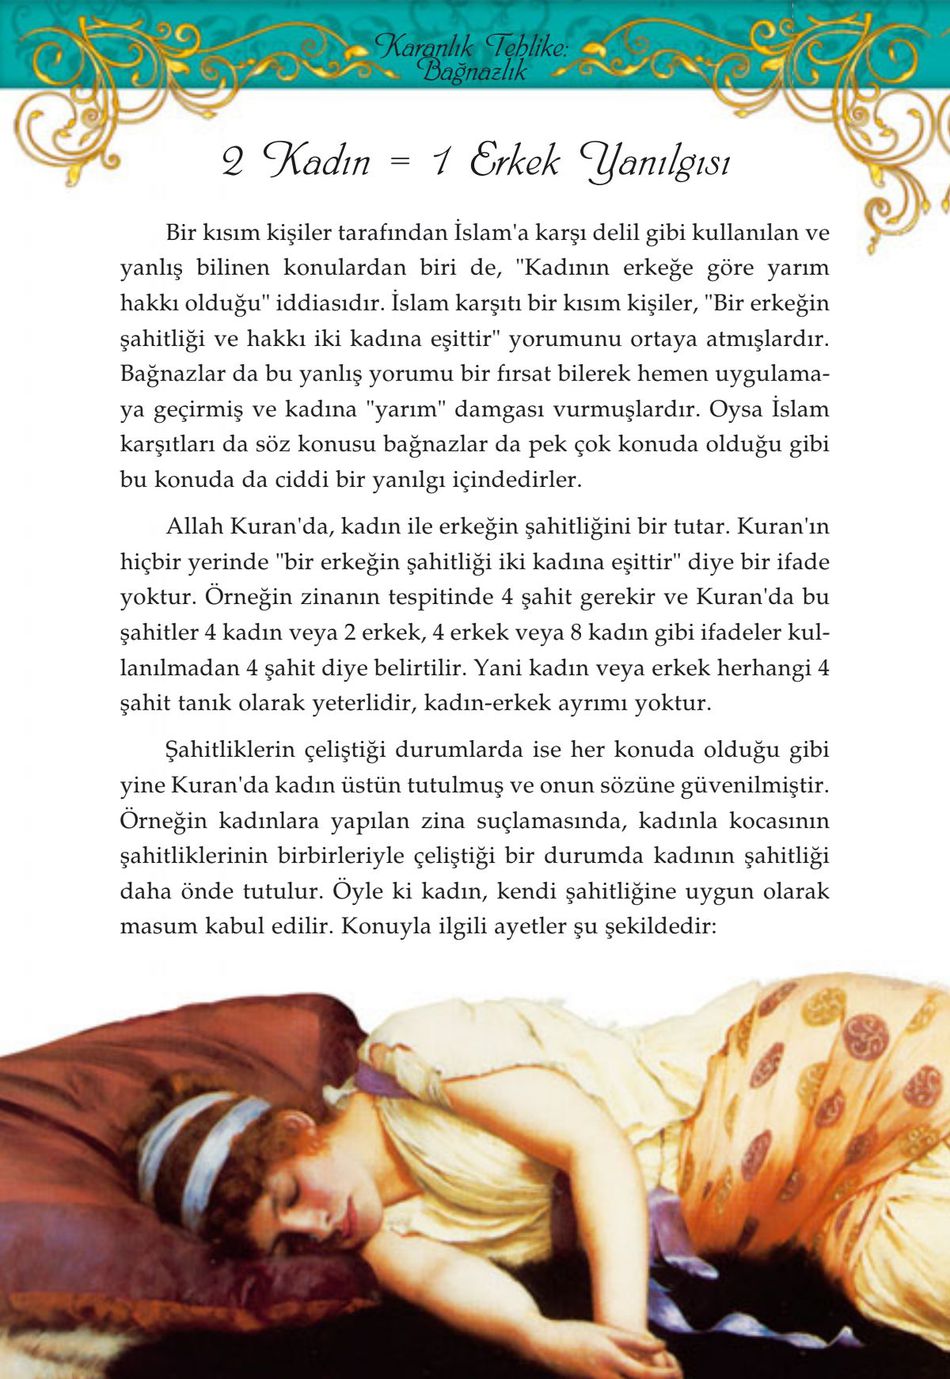 Karanlık Tehlike:
Bağnazlık
2 Kadın = 1 Erkek Yanılgısı
Bir kısım kişiler tarafından İslam'a karşı delil gibi kullanılan ve
yanlış bilinen konulardan biri de, "Kadının erkeğe göre yarım
hakkı olduğu" iddiasıdır. İslam karşıtı bir kısım kişiler, "Bir erkeğin
şahitliği ve hakkı iki kadına eşittir" yorumunu ortaya atmışlardır.
Bağnazlar da bu yanlış yorumu bir fırsat bilerek hemen uygulama-
ya geçirmiş ve kadına "yarım" damgası vurmuşlardır. Oysa İslam
karşıtları da söz konusu bağnazlar da pek çok konuda olduğu gibi
bu konuda da ciddi bir yanılgı içindedirler.
Allah Kuran'da, kadın ile erkeğin şahitliğini bir tutar. Kuran'ın
hiçbir yerinde "bir erkeğin şahitliği iki kadına eşittir" diye bir ifade
yoktur. Örneğin zinanın tespitinde 4 şahit gerekir ve Kuran'da bu
şahitler 4 kadın veya 2 erkek, 4 erkek veya 8 kadın gibi ifadeler kul-
lanılmadan 4 şahit diye belirtilir. Yani kadın veya erkek herhangi 4
şahit tanık olarak yeterlidir, kadın-erkek ayrımı yoktur.
Şahitliklerin çeliştiği durumlarda ise her konuda olduğu gibi
yine Kuran'da kadın üstün tutulmuş ve onun sözüne güvenilmiştir.
Örneğin kadınlara yapılan zina suçlamasında, kadınla kocasının
şahitliklerinin birbirleriyle çeliştiği bir durumda kadının şahitliği
daha önde tutulur. Öyle ki kadın, kendi şahitliğine uygun olarak
masum kabul edilir. Konuyla ilgili ayetler şu şekildedir: